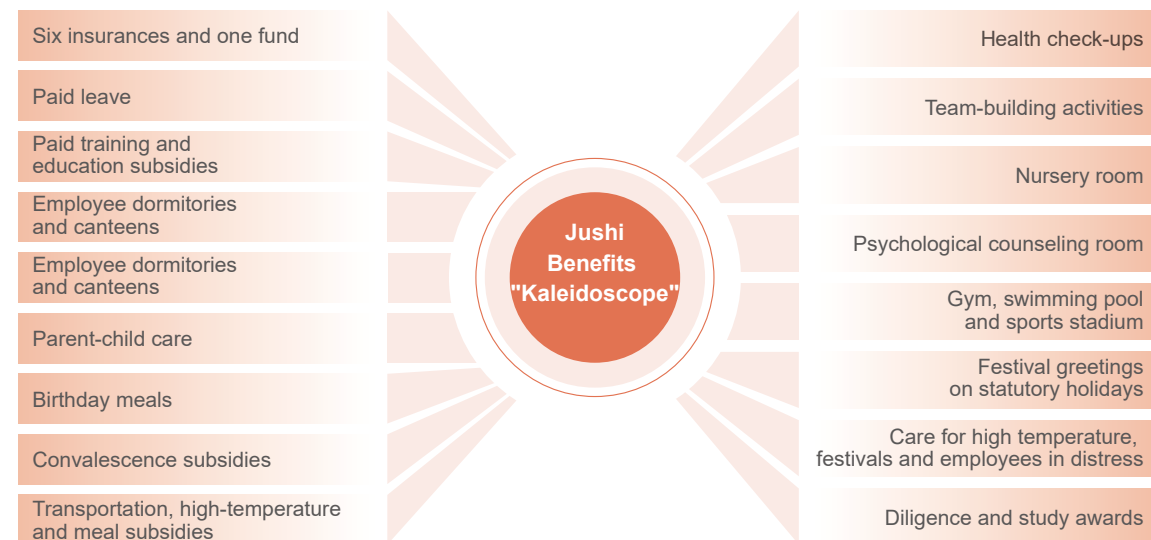 Six insurances and one fund
Paid leave
Paid training and
education subsidies
Employee dormitories
and canteens
Employee dormitories
and canteens
Parent-child care
Birthday meals
Convalescence subsidies
Transportation, high-temperature
and meal subsidies
Jushi
Benefits
"Kaleidoscope"
Health check-ups
Team-building activities
Nursery room
Psychological counseling room
Gym, swimming pool
and sports stadium
Festival greetings
on statutory holidays
Care for high temperature,
festivals and employees in distress
Diligence and study awards